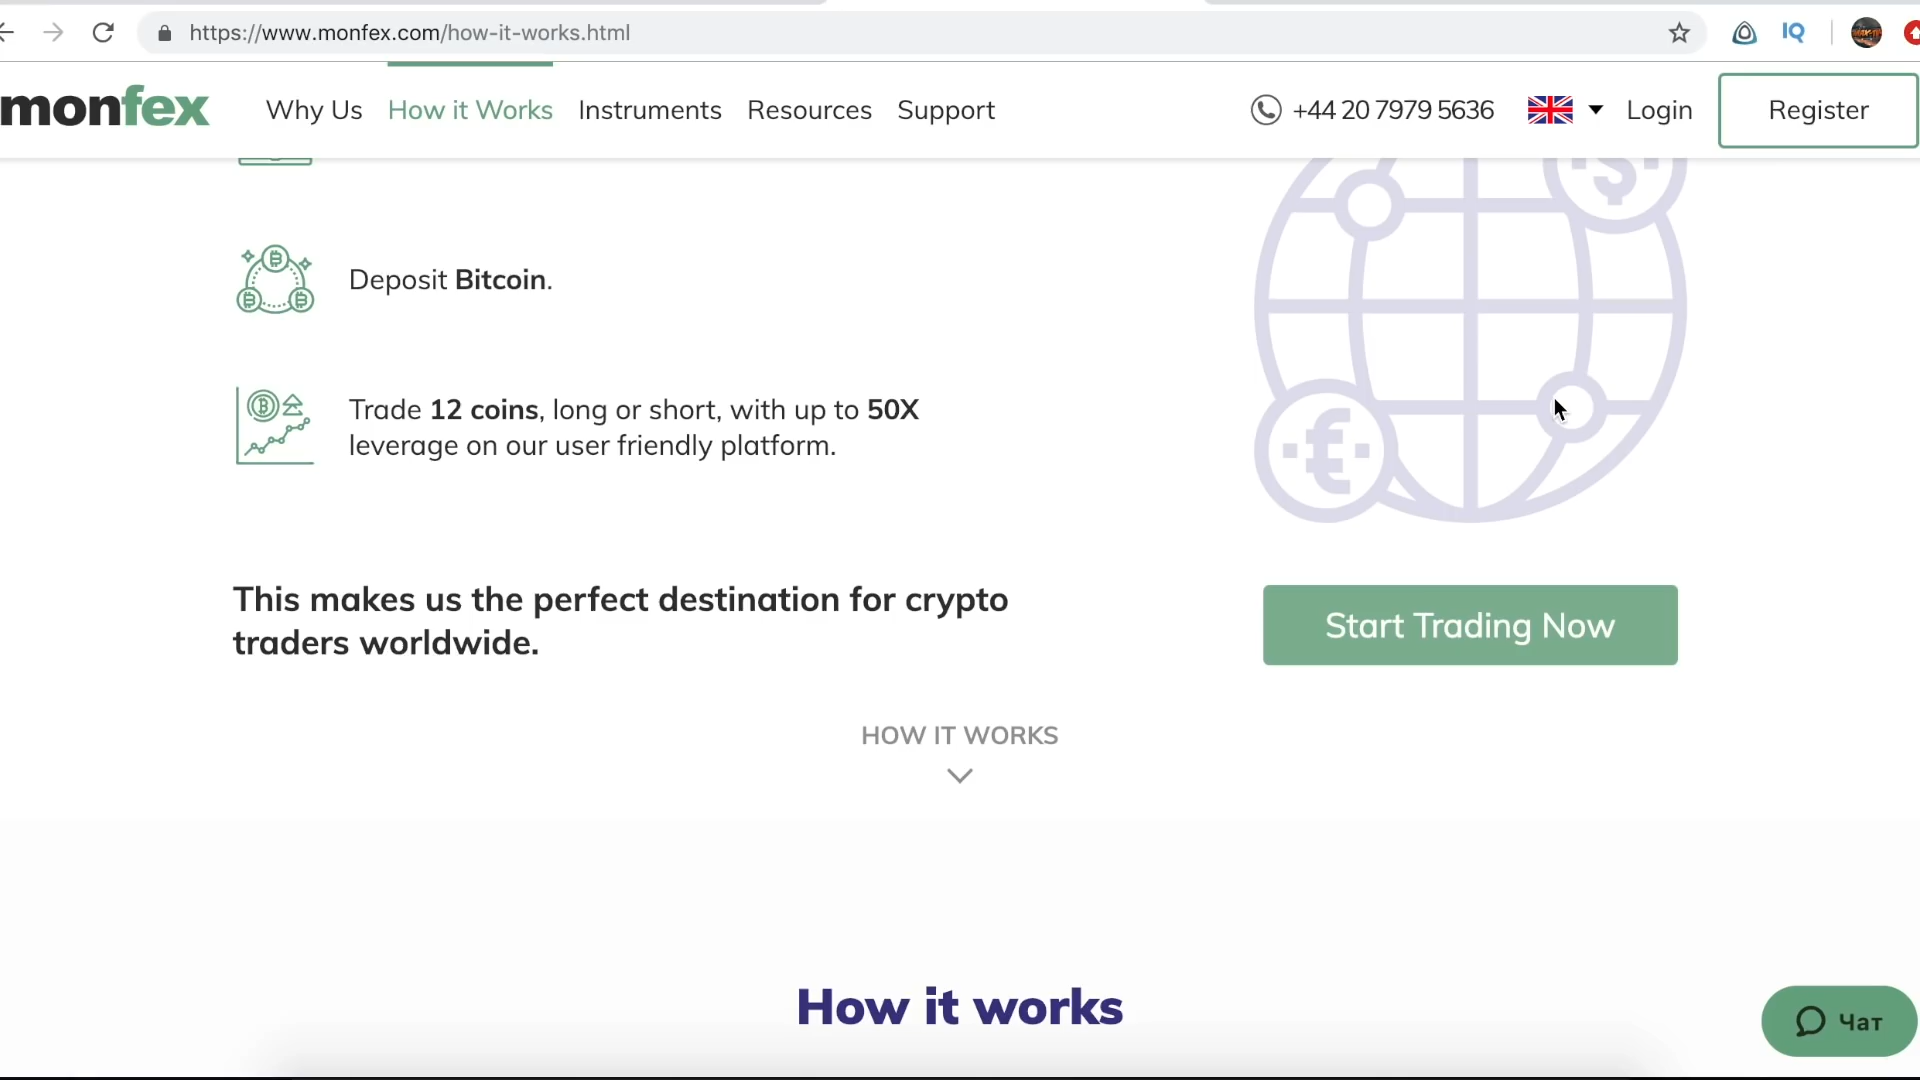 https://www.monfex.com/how-it-works.html
IQ
monfex
Why Us
How it Works
Instruments
Resources
Support
+44 20 7979 5636
Login
Register
Deposit Bitcoin.
Trade 12 coins, long or short, with up to 50X
leverage on our user friendly platform.
This makes us the perfect destination for crypto
traders worldwide.
Start Trading Now
HOW IT WORKS
How it works
Чат